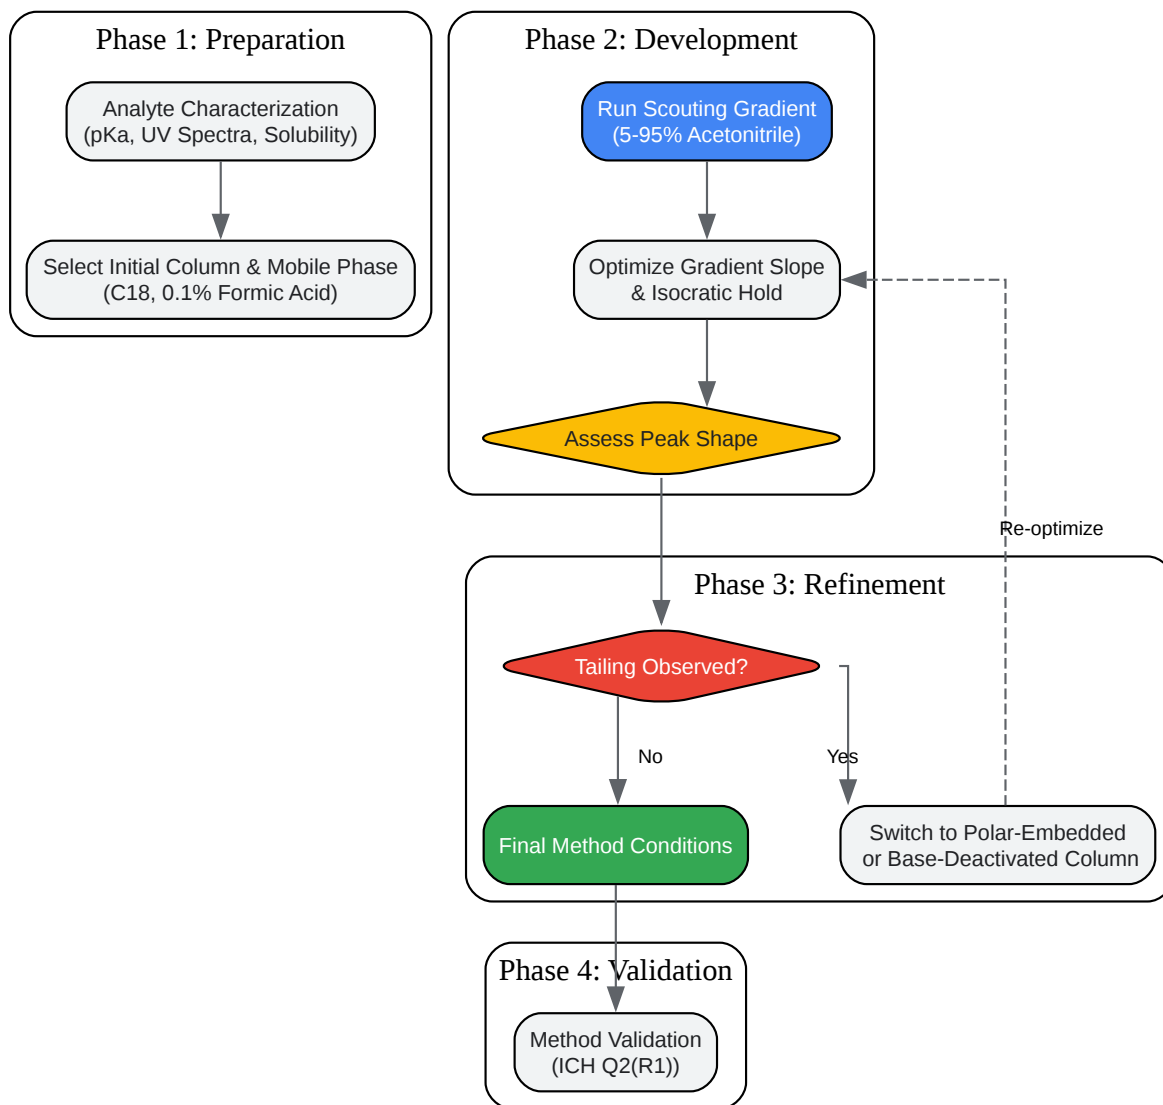 Phase 1: Preparation
Analyte Characterization
(pKa, UV Spectra, Solubility)
Select Initial Column & Mobile Phase
(C18, 0.1% Formic Acid)
Phase 2: Development
Run Scouting Gradient
(5-95% Acetonitrile)
Optimize Gradient Slope
& Isocratic Hold
Assess Peak Shape
Re-optimize
Phase 3: Refinement
Tailing Observed?
No
Yes
Final Method Conditions
Switch to Polar-Embedded
or Base-Deactivated Column
Phase 4: Validation
Method Validation
(ICH Q2(R1))